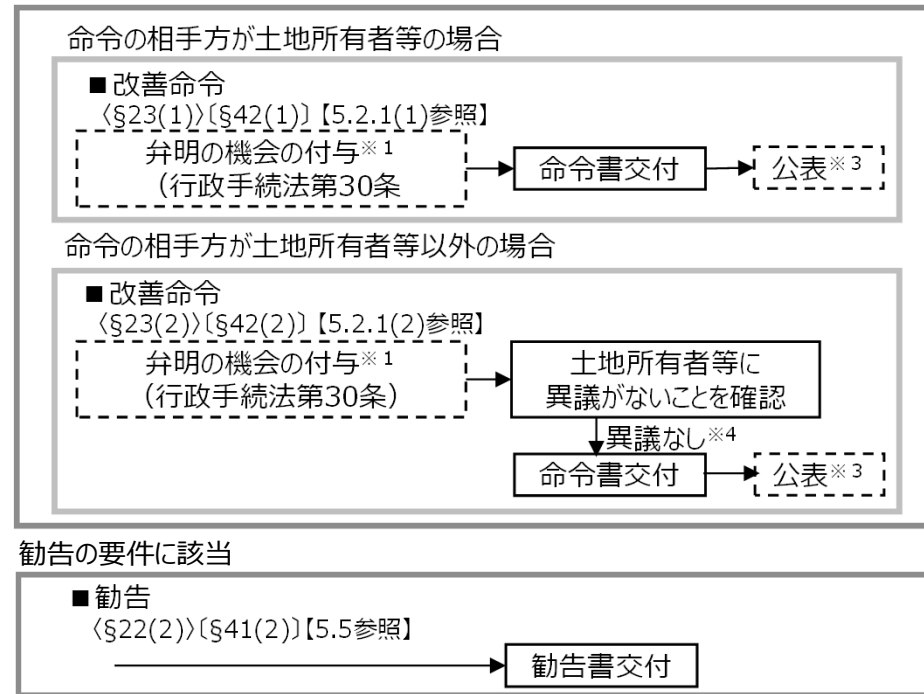 命令の相手方が土地所有者等の場合
■改善命令
〈§23(1)〉〔§42(1)〕【5.2.1(1)参照】
弁明の機会の付与※1
（行政手続法第30条
命令書交付
公表※3
命令の相手方が土地所有者等以外の場合
■改善命令
〈§23(2)〉〔§42(2)〕【5.2.1(2)参照】
弁明の機会の付与※1
（行政手続法第30条）
土地所有者等に
異議がないことを確認
異議なし※4
命令書交付
公表※3
勧告の要件に該当
■勧告
〈§22(2)〉〔§41(2)〕【5.5参照】
勧告書交付